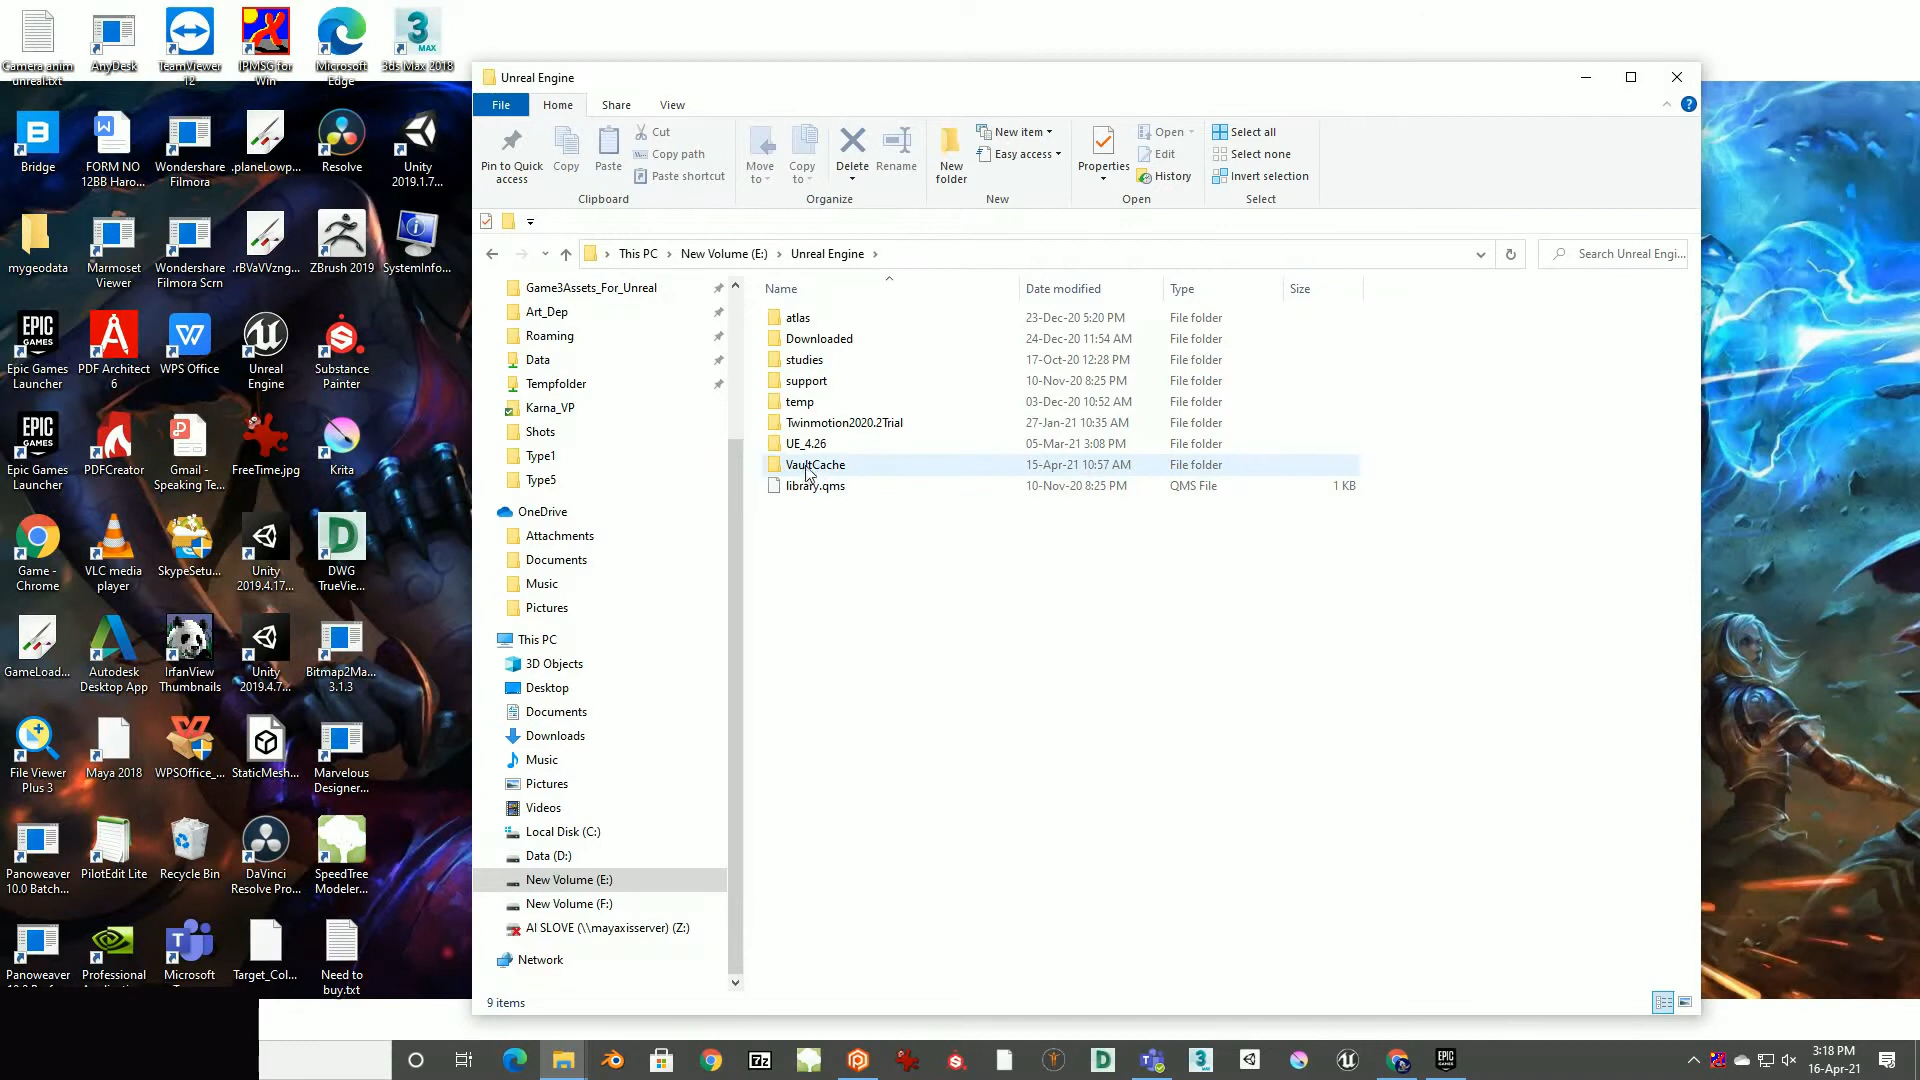 Camera anim
unreal.txt
AnyDesk
TeamViewer
12
IPMSG for
Win
Microsoft
Edge
3ds Max 2018
Bridge
FORM NO
12BB Haro...
Wondershare
Filmora
.planeLowp...
Resolve
Unity
2019.1.7...
mygeodata
Marmoset
Viewer
Wondershare
Filmora Scrn
.rBVaVVzng...
ZBrush 2019
SystemInfo...
Epic Games
Launcher
PDF Architect
6
WPS Office
Unreal
Engine
Substance
Painter
Epic Games
Launcher
PDFCreator
Gmail -
Speaking Te...
FreeTime.jpg
Krita
Game -
Chrome
VLC media
player
SkypeSetu...
Unity
2019.4.17...
DWG
TrueVie...
GameLoad...
Autodesk
Desktop App
IrfanView
Thumbnails
Unity
2019.4.7...
Bitmap2Ma...
3.1.3
File Viewer
Plus 3
Maya 2018
WPSOffice_...
StaticMesh...
Marvelous
Designer...
Panoweaver
10.0 Batch...
PilotEdit Lite
Recycle Bin
DaVinci
Resolve Pro...
SpeedTree
Modeler...
Panoweaver
Professional
Microsoft
Target_Col...
Need to
buy.txt
Unreal Engine
File Home Share View
Pin to Quick
access
Copy
Paste
Cut
Copy path
Paste shortcut
Clipboard
Move
to
Copy
to
Delete
Rename
Organize
New
folder
New item
Easy access
New
Properties
Open
Edit
History
Open
Select all
Select none
Invert selection
Select
This PC > New Volume (E:) > Unreal Engine >
Search Unreal Engi...
Game3Assets_For_Unreal
Art_Dep
Roaming
Data
Tempfolder
Karna_VP
Shots
Type1
Type5
OneDrive
Attachments
Documents
Music
Pictures
This PC
3D Objects
Desktop
Documents
Downloads
Music
Pictures
Videos
Local Disk (C:)
Data (D:)
New Volume (E:)
New Volume (F:)
AI SLOVE (\\mayaxisserver) (Z:)
Network
Name Date modified Type Size
atlas 23-Dec-20 5:20 PM File folder
Downloaded 24-Dec-20 11:54 AM File folder
studies 17-Oct-20 12:28 PM File folder
support 10-Nov-20 8:25 PM File folder
temp 03-Dec-20 10:52 AM File folder
Twinmotion2020.2Trial 27-Jan-21 10:35 AM File folder
UE_4.26 05-Mar-21 3:08 PM File folder
VaultCache 15-Apr-21 10:57 AM File folder
library.qms 10-Nov-20 8:25 PM QMS File 1 KB
9 items
3:18 PM
16-Apr-21